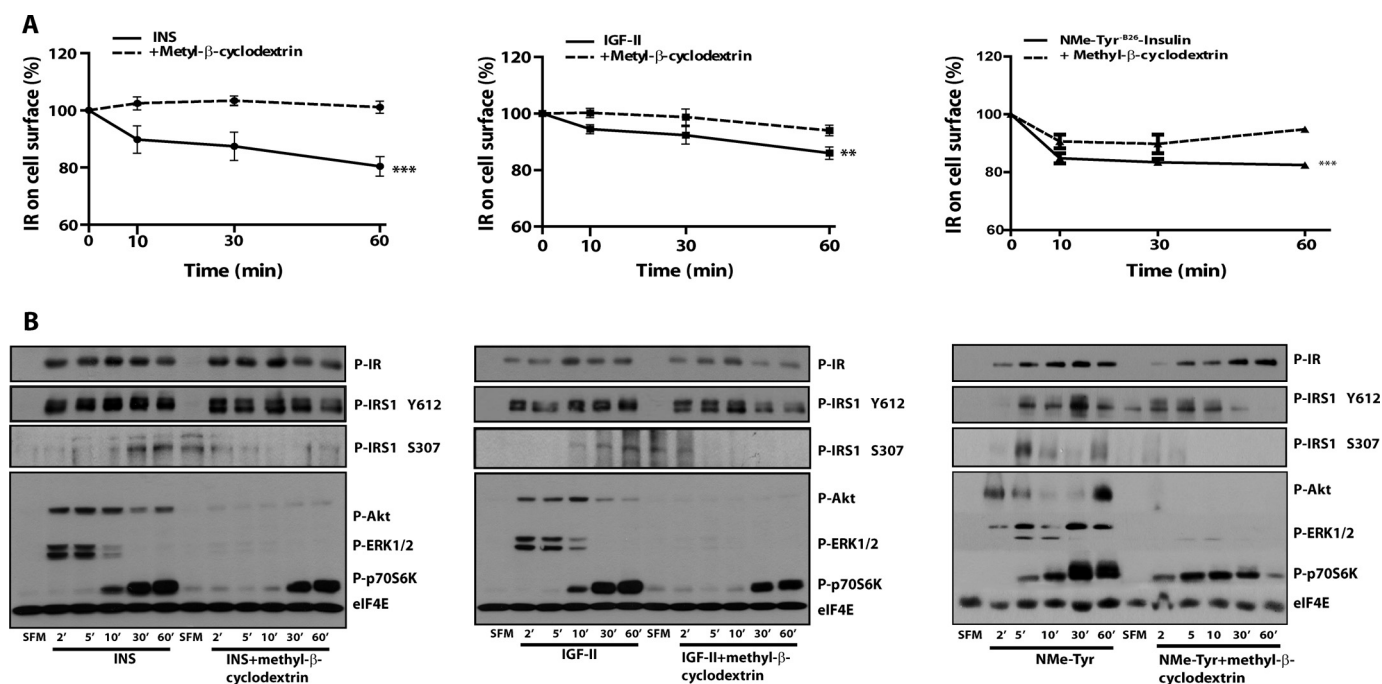 A
INS
+Metyl-β-cyclodextrin
IR on cell surface (%)
120
100
80
60
0 10 30 60
Time (min)
***
IGF-II
+Metyl-β-cyclodextrin
IR on cell surface (%)
120
100
80
60
0 10 30 60
Time (min)
**
NMe-Tyr-B26-Insulin
+ Methyl-β-cyclodextrin
IR on cell surface (%)
120
100
80
60
0 10 30 60
Time (min)
***
B
P-IR
P-IRS1 Y612
P-IRS1 S307
P-Akt
P-ERK1/2
P-p70S6K
eIF4E
SFM 2’ 5’ 10’ 30’ 60’ SFM 2’ 5’ 10’ 30’ 60’
INS
INS+methyl-β-
cyclodextrin
P-IR
P-IRS1 Y612
P-IRS1 S307
P-Akt
P-ERK1/2
P-p70S6K
eIF4E
SFM 2’ 5’ 10’ 30’ 60’ SFM 2’ 5’ 10’ 30’ 60’
IGF-II
IGF-II+methyl-β-
cyclodextrin
P-IR
P-IRS1 Y612
P-IRS1 S307
P-Akt
P-ERK1/2
P-p70S6K
eIF4E
SFM 2’ 5’ 10’ 30’ 60’ SFM 2 5 10 30’ 60’
NMe-Tyr
NMe-Tyr+methyl-β-
cyclodextrin